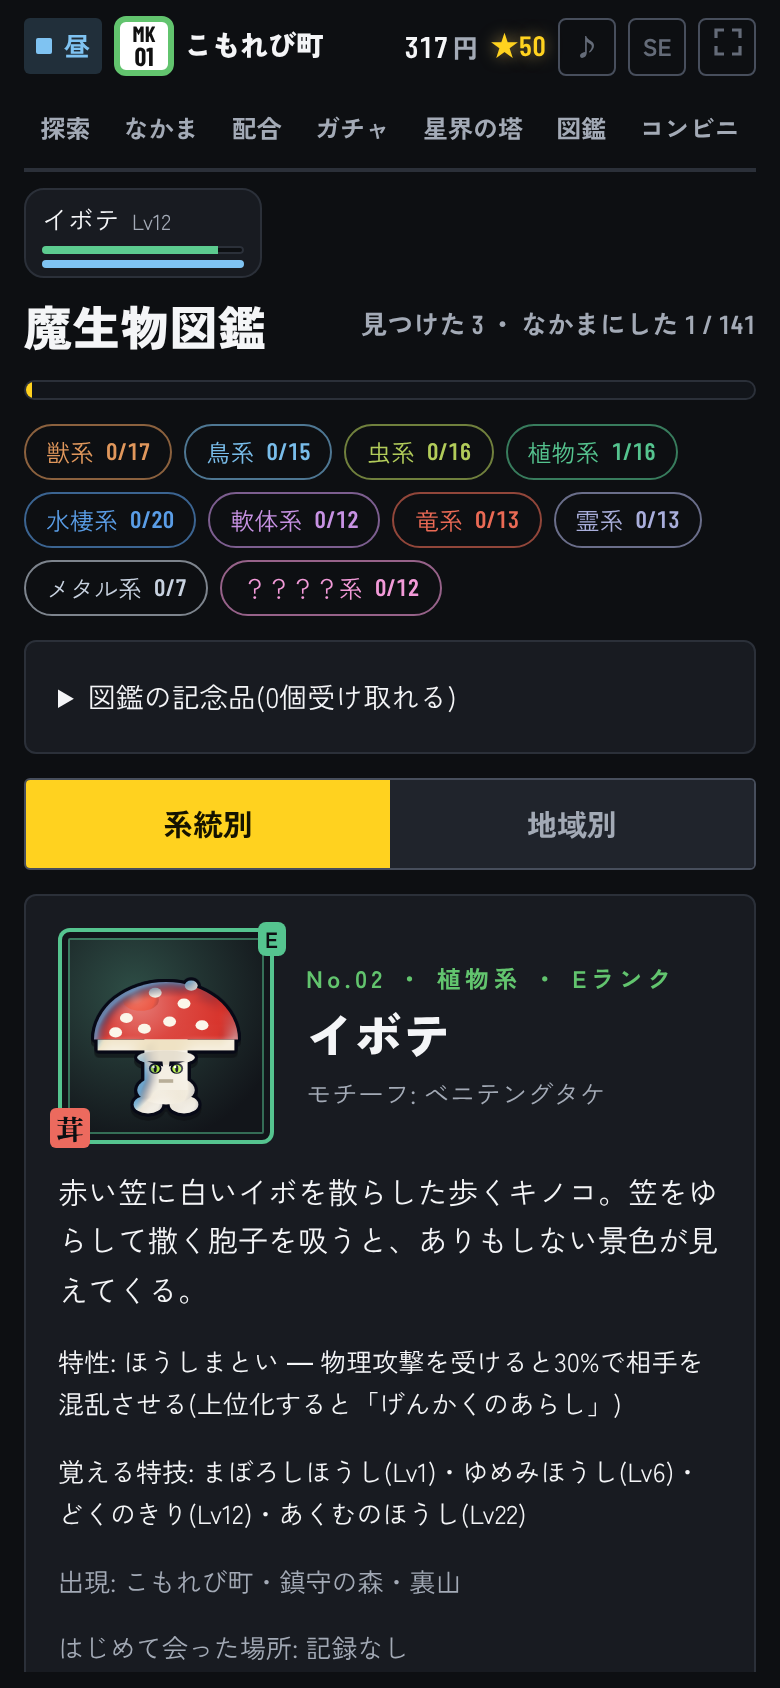 昼 MK 01 こもれび町 317円 ★50 ♪ SE
探索 なかま 配合 ガチャ 星界の塔 図鑑 コンビニ
イボテ Lv12
魔生物図鑑 見つけた 3 ・ なかまにした 1 / 141
獣系 0/17 鳥系 0/15 虫系 0/16 植物系 1/16
水棲系 0/20 軟体系 0/12 竜系 0/13 霊系 0/13
メタル系 0/7 ????系 0/12
▶ 図鑑の記念品(0個受け取れる)
系統別 地域別
E
No.02 ・ 植物系 ・ Eランク
イボテ
モチーフ: ベニテングタケ
茸
赤い笠に白いイボを散らした歩くキノコ。笠をゆ
らして撒く胞子を吸うと、ありもしない景色が見
えてくる。
特性: ほうしまとい — 物理攻撃を受けると30%で相手を
混乱させる(上位化すると「げんかくのあらし」)
覚える特技: まぼろしほうし(Lv1)・ゆめみほうし(Lv6)・
どくのきり(Lv12)・あくむのほうし(Lv22)
出現: こもれび町・鎮守の森・裏山
はじめて会った場所: 記録なし